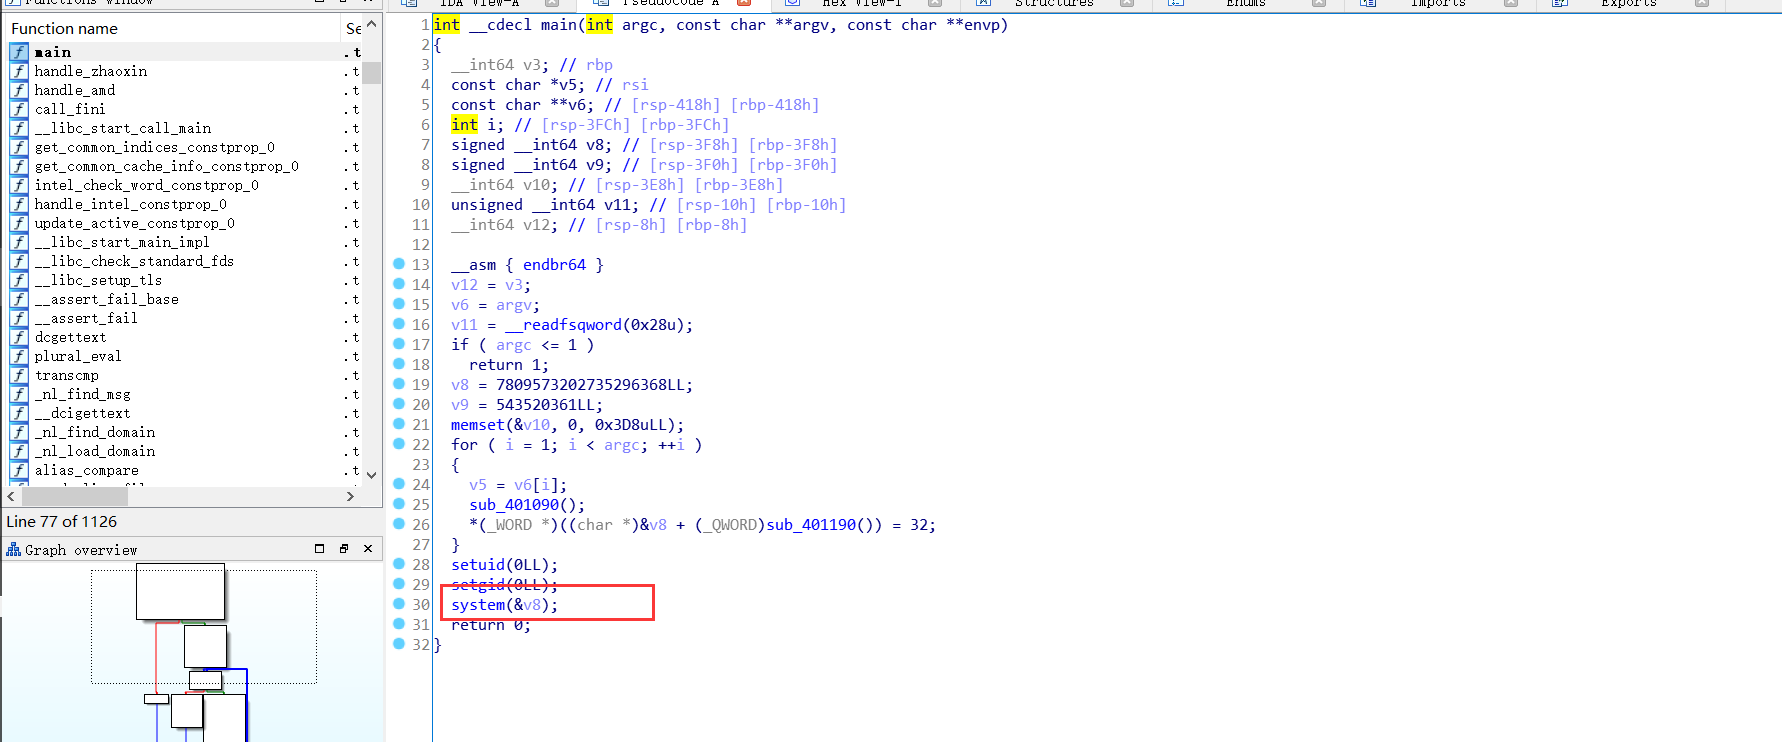 Functions window
IDA View-A
Pseudocode-A
Hex View-1
Structures
Enums
Imports
Exports
Function name
Se
main .t
handle_zhaoxin .t
handle_amd .t
call_fini .t
__libc_start_call_main .t
get_common_indices_constprop_0 .t
get_common_cache_info_constprop_0 .t
intel_check_word_constprop_0 .t
handle_intel_constprop_0 .t
update_active_constprop_0 .t
__libc_start_main_impl .t
__libc_check_standard_fds .t
__libc_setup_tls .t
__assert_fail_base .t
__assert_fail .t
dcgettext .t
plural_eval .t
transcmp .t
_nl_find_msg .t
__dcigettext .t
_nl_find_domain .t
_nl_load_domain .t
alias_compare .t
Line 77 of 1126
Graph overview
1 int __cdecl main(int argc, const char **argv, const char **envp)
2 {
3 __int64 v3; // rbp
4 const char *v5; // rsi
5 const char **v6; // [rsp-418h] [rbp-418h]
6 int i; // [rsp-3FCh] [rbp-3FCh]
7 signed __int64 v8; // [rsp-3F8h] [rbp-3F8h]
8 signed __int64 v9; // [rsp-3F0h] [rbp-3F0h]
9 __int64 v10; // [rsp-3E8h] [rbp-3E8h]
10 unsigned __int64 v11; // [rsp-10h] [rbp-10h]
11 __int64 v12; // [rsp-8h] [rbp-8h]
12
13 __asm { endbr64 }
14 v12 = v3;
15 v6 = argv;
16 v11 = __readfsqword(0x28u);
17 if ( argc <= 1 )
18 return 1;
19 v8 = 7809573202735296368LL;
20 v9 = 543520361LL;
21 memset(&v10, 0, 0x3D8uLL);
22 for ( i = 1; i < argc; ++i )
23 {
24 v5 = v6[i];
25 sub_401090();
26 *(_WORD *)((char *)&v8 + (_QWORD)sub_401190()) = 32;
27 }
28 setuid(0LL);
29 setgid(0LL);
30 system(&v8);
31 return 0;
32 }